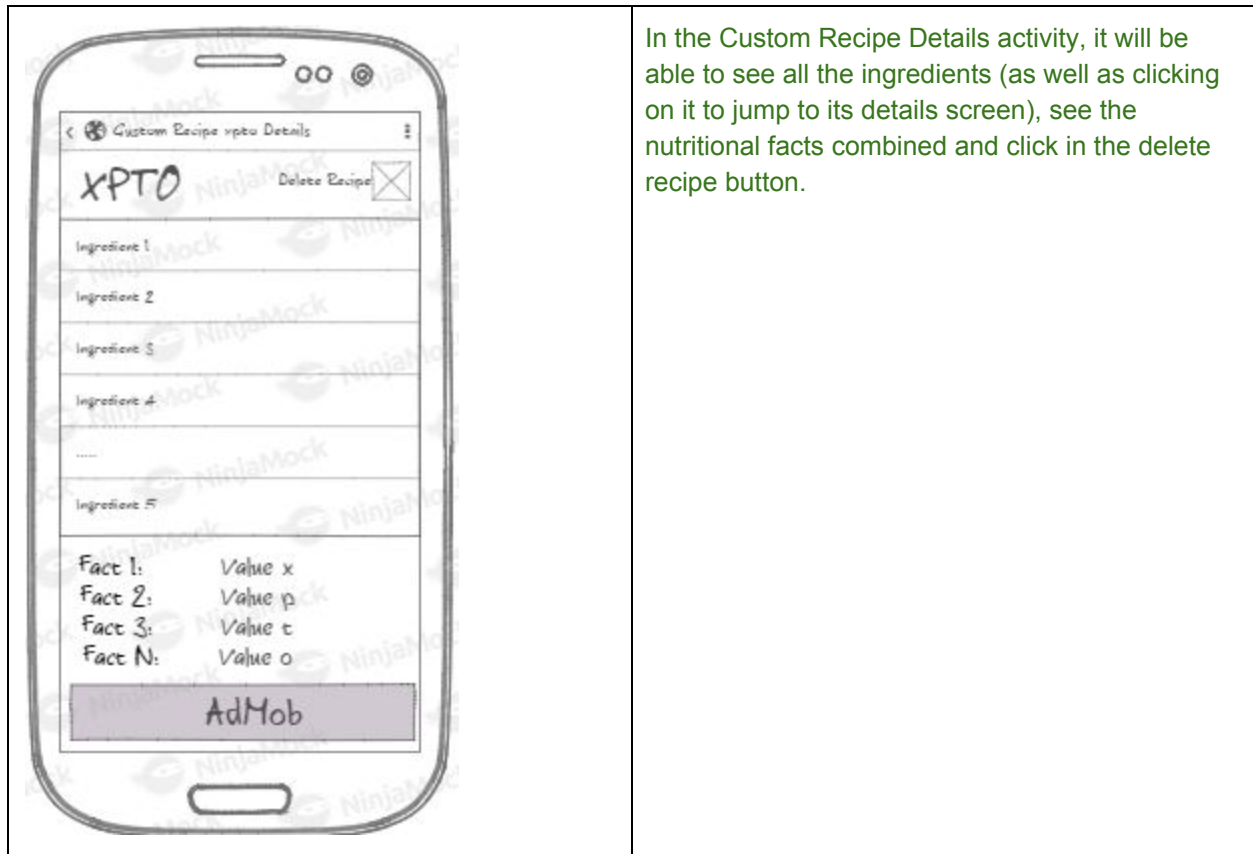 Custom Recipe xpto Details
XPTO
Delete Recipe
Ingredient 1
Ingredient 2
Ingredient 3
Ingredient 4
.....
Ingredient 5
Fact 1: Value x
Fact 2: Value p
Fact 3: Value t
Fact N: Value o
AdMob
In the Custom Recipe Details activity, it will be
able to see all the ingredients (as well as clicking
on it to jump to its details screen), see the
nutritional facts combined and click in the delete
recipe button.
NinjaMock